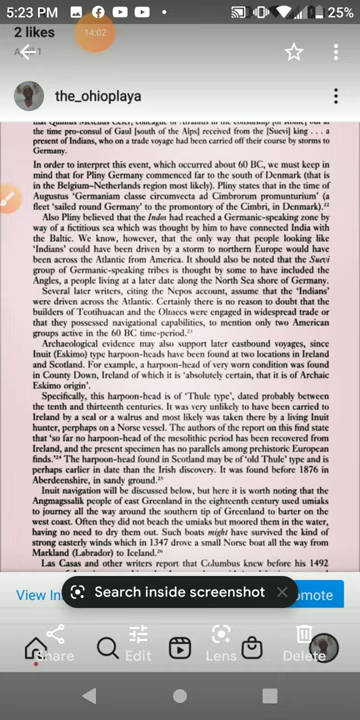 5:23 PM
25%
14:02
2 likes
the_ohioplaya
the time pro-consul of Gaul [south of the Alps] received from the [Suevi] king . . . a
present of Indians, who on a trade voyage had been carried off their course by storms to
Germany.
In order to interpret this event, which occurred about 60 BC, we must keep in
mind that for Pliny Germany commenced far to the south of Denmark (that is
in the Belgium–Netherlands region most likely). Pliny states that in the time of
Augustus 'Germaniam classe circumvecta ad Cimbrorum promunturium' (a
fleet 'sailed round Germany' to the promontory of the Cimbri, in Denmark).22
Also Pliny believed that the Indos had reached a Germanic-speaking zone by
way of a fictitious sea which was thought by him to have connected India with
the Baltic. We know, however, that the only way that people looking like
'Indians' could have been driven by a storm to northern Europe would have
been across the Atlantic from America. It should also be noted that the Suevi
group of Germanic-speaking tribes is thought by some to have included the
Angles, a people living at a later date along the North Sea shore of Germany.
Several later writers, citing the Nepos account, assume that the 'Indians'
were driven across the Atlantic. Certainly there is no reason to doubt that the
builders of Teotihuacan and the Olmecs were engaged in widespread trade or
that they possessed navigational capabilities, to mention only two American
groups active in the 60 BC time-period.23
Archaeological evidence may also support later eastbound voyages, since
Inuit (Eskimo) type harpoon-heads have been found at two locations in Ireland
and Scotland. For example, a harpoon-head of very worn condition was found
in County Down, Ireland of which it is 'absolutely certain, that it is of Archaic
Eskimo origin'.
Specifically, this harpoon-head is of 'Thule type', dated probably between
the tenth and thirteenth centuries. It was very unlikely to have been carried to
Ireland by a seal or walrus and most likely was taken there by a living Inuit
hunter, perhaps on a Norse vessel. The authors of the report on this find state
that 'so far no harpoon-head of the mesolithic period has been recovered from
Ireland, and the present specimen has no parallels among prehistoric European
finds.'24 The harpoon-head found in Scotland may be of 'old Thule' type and is
perhaps earlier in date than the Irish discovery. It was found before 1876 in
Aberdeenshire, in sandy ground.25
Inuit navigation will be discussed below, but here it is worth noting that the
Angmagssalik people of east Greenland in the eighteenth century used umiaks
to journey all the way around the southern tip of Greenland to barter on the
west coast. Often they did not beach the umiaks but moored them in the water,
having no need to dry them out. Such boats might have survived the kind of
strong easterly winds which in 1347 drove a small Norse boat all the way from
Markland (Labrador) to Iceland.26
Las Casas and other writers report that Columbus knew before his 1492
View In
Search inside screenshot
omote
Share
Edit
Lens
Delete